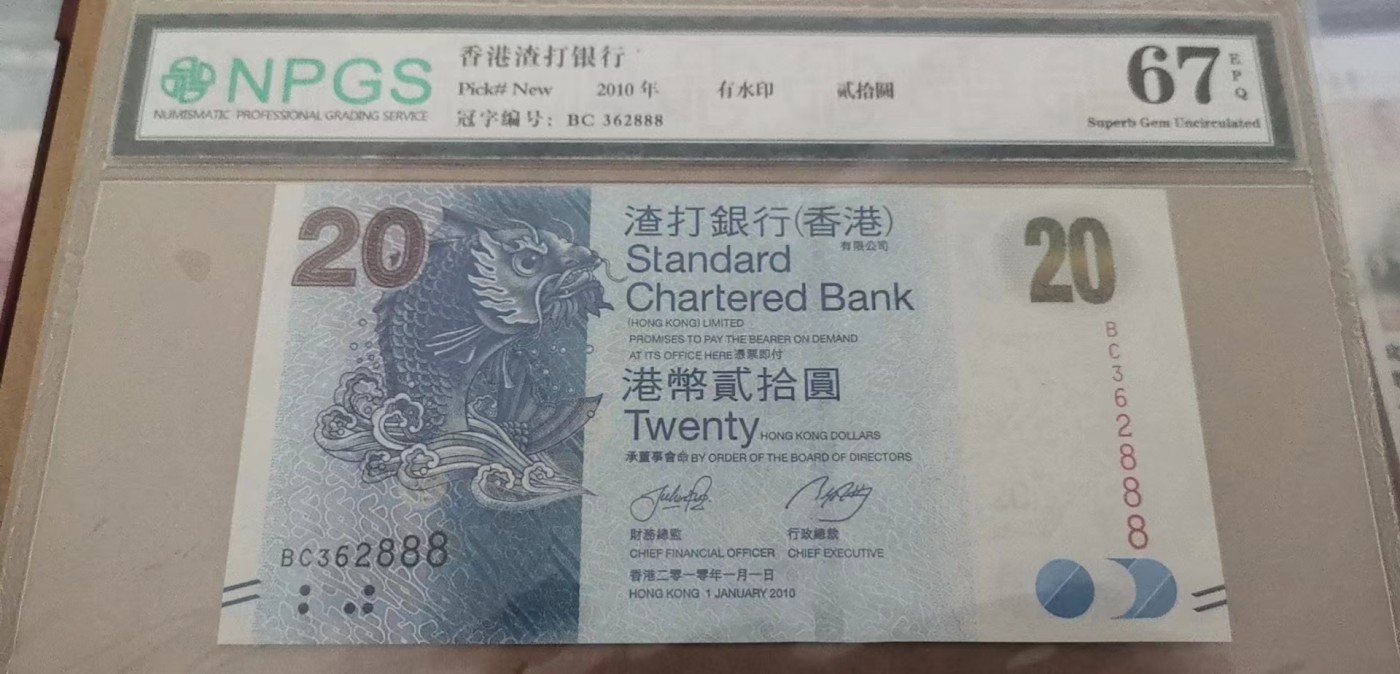 NPGS
NUMISMATIC PROFESSIONAL GRADING SERVICE
香港渣打银行
Pick# New 2010 年 有水印 贰拾圆
冠字编号: BC 362888
67 EPQ
Superb Gem Uncirculated
20
渣打銀行(香港)
有限公司
Standard
Chartered Bank
(HONG KONG) LIMITED
PROMISES TO PAY THE BEARER ON DEMAND
AT ITS OFFICE HERE 憑票即付
港幣貳拾圓
Twenty HONG KONG DOLLARS
承董事會命 BY ORDER OF THE BOARD OF DIRECTORS
財務總監 行政總裁
CHIEF FINANCIAL OFFICER CHIEF EXECUTIVE
香港二零一零年一月一日
HONG KONG 1 JANUARY 2010
BC362888
20
BC362888